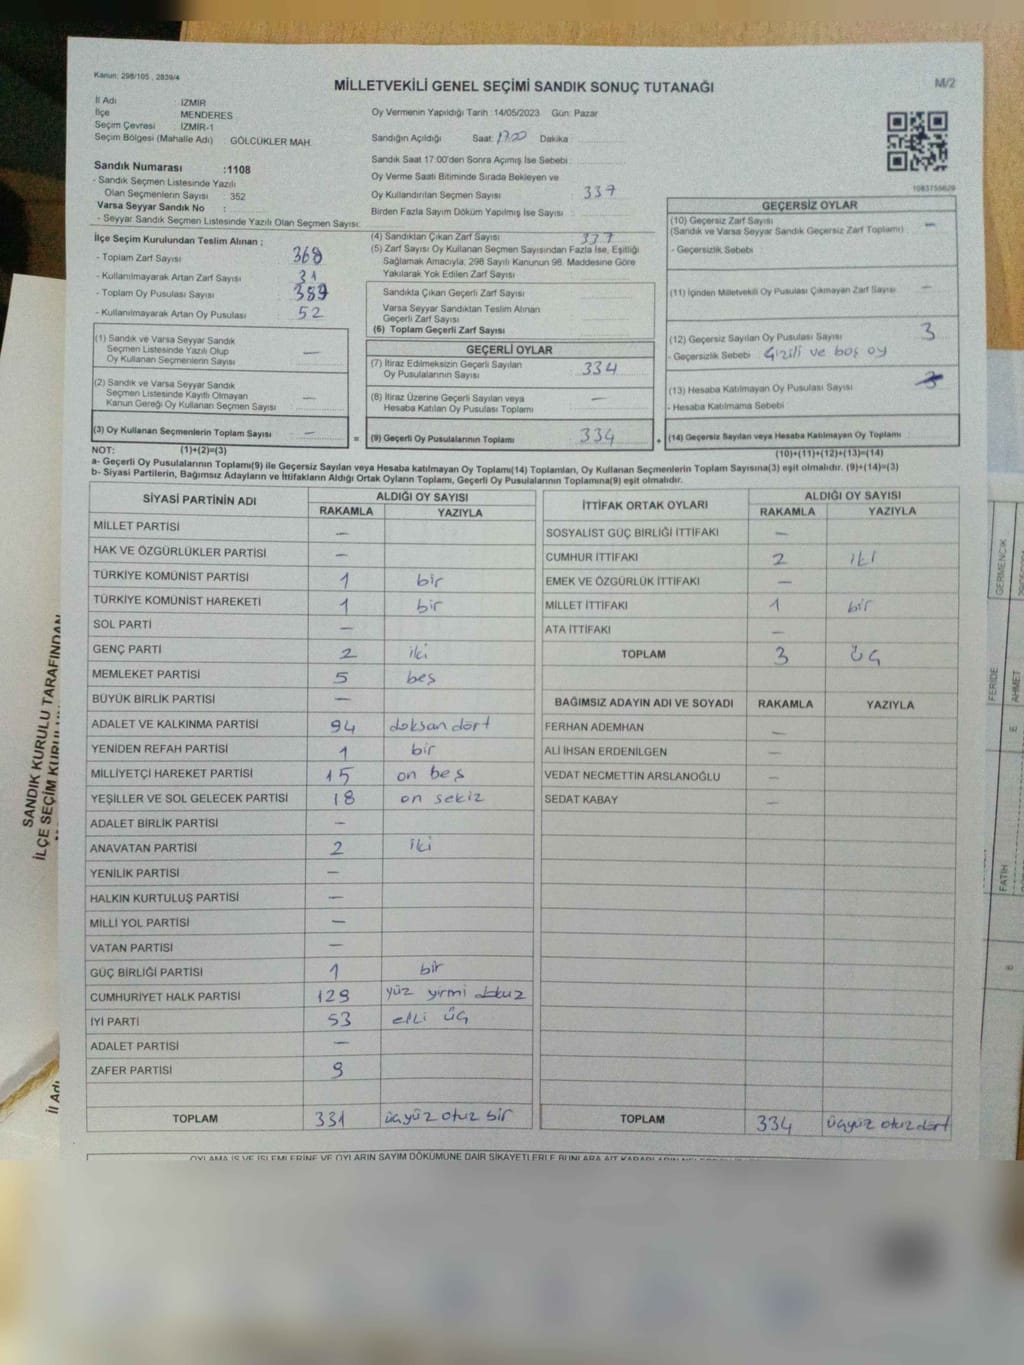 Kanun: 298/105 , 2839/4
MİLLETVEKİLİ GENEL SEÇİMİ SANDIK SONUÇ TUTANAĞI
M/2
İl Adı İZMİR
İlçe MENDERES
Seçim Çevresi : İZMİR-1
Seçim Bölgesi (Mahalle Adı) : GÖLCÜKLER MAH.
Sandık Numarası :1108
- Sandık Seçmen Listesinde Yazılı
Olan Seçmenlerin Sayısı : 352
Varsa Seyyar Sandık No :
- Seyyar Sandık Seçmen Listesinde Yazılı Olan Seçmen Sayısı:
Oy Vermenin Yapıldığı Tarih :14/05/2023 Gün: Pazar
Sandığın Açıldığı Saat: 17.00 Dakika :
Sandık Saat 17:00'den Sonra Açımış İse Sebebi :
Oy Verme Saati Bitiminde Sırada Bekleyen ve
Oy Kullandırılan Seçmen Sayısı 337
Birden Fazla Sayım Döküm Yapılmış İse Sayısı
1083755629
İlçe Seçim Kurulundan Teslim Alınan ;
- Toplam Zarf Sayısı 368
- Kullanılmayarak Artan Zarf Sayısı 31
- Toplam Oy Pusulası Sayısı 389
- Kullanılmayarak Artan Oy Pusulası 52
(1) Sandık ve Varsa Seyyar Sandık
Seçmen Listesinde Yazılı Olup
Oy Kullanan Seçmenlerin Sayısı —
(2) Sandık ve Varsa Seyyar Sandık
Seçmen Listesinde Kayıtlı Olmayan
Kanun Gereği Oy Kullanan Seçmen Sayısı —
(3) Oy Kullanan Seçmenlerin Toplam Sayısı —
(4) Sandıktan Çıkan Zarf Sayısı 337
(5) Zarf Sayısı Oy Kullanan Seçmen Sayısından Fazla İse, Eşitliği
Sağlamak Amacıyla; 298 Sayılı Kanunun 98. Maddesine Göre
Yakılarak Yok Edilen Zarf Sayısı
Sandıkta Çıkan Geçerli Zarf Sayısı
Varsa Seyyar Sandıktan Teslim Alınan
Geçerli Zarf Sayısı
(6) Toplam Geçerli Zarf Sayısı
GEÇERLİ OYLAR
(7) İtiraz Edilmeksizin Geçerli Sayılan
Oy Pusulalarının Sayısı 334
(8) İtiraz Üzerine Geçerli Sayılan veya
Hesaba Katılan Oy Pusulası Toplamı —
= (9) Geçerli Oy Pusulalarının Toplamı 334
GEÇERSİZ OYLAR
(10) Geçersiz Zarf Sayısı
(Sandık ve Varsa Seyyar Sandık Geçersiz Zarf Toplamı) —
- Geçersizlik Sebebi
(11) İçinden Milletvekili Oy Pusulası Çıkmayan Zarf Sayısı —
(12) Geçersiz Sayılan Oy Pusulası Sayısı 3
- Geçersizlik Sebebi Çizili ve boş oy
(13) Hesaba Katılmayan Oy Pusulası Sayısı
- Hesaba Katılmama Sebebi
+ (14) Geçersiz Sayılan veya Hesaba Katılmayan Oy Toplamı
NOT: (1)+(2)=(3) (10)+(11)+(12)+(13)=(14)
a- Geçerli Oy Pusulalarının Toplamı(9) ile Geçersiz Sayılan veya Hesaba katılmayan Oy Toplamı(14) Toplamları, Oy Kullanan Seçmenlerin Toplam Sayısına(3) eşit olmalıdır. (9)+(14)=(3)
b- Siyasi Partilerin, Bağımsız Adayların ve İttifakların Aldığı Ortak Oyların Toplamı, Geçerli Oy Pusulalarının Toplamına(9) eşit olmalıdır.
SİYASİ PARTİNİN ADI ALDIĞI OY SAYISI
RAKAMLA YAZIYLA
MİLLET PARTİSİ —
HAK VE ÖZGÜRLÜKLER PARTİSİ —
TÜRKİYE KOMÜNİST PARTİSİ 1 bir
TÜRKİYE KOMÜNİST HAREKETİ 1 bir
SOL PARTİ —
GENÇ PARTİ 2 iki
MEMLEKET PARTİSİ 5 beş
BÜYÜK BİRLİK PARTİSİ —
ADALET VE KALKINMA PARTİSİ 94 doksan dört
YENİDEN REFAH PARTİSİ 1 bir
MİLLİYETÇİ HAREKET PARTİSİ 15 on beş
YEŞİLLER VE SOL GELECEK PARTİSİ 18 on sekiz
ADALET BİRLİK PARTİSİ —
ANAVATAN PARTİSİ 2 iki
YENİLİK PARTİSİ —
HALKIN KURTULUŞ PARTİSİ —
MİLLİ YOL PARTİSİ —
VATAN PARTİSİ —
GÜÇ BİRLİĞİ PARTİSİ 1 bir
CUMHURİYET HALK PARTİSİ 129 yüz yirmi dokuz
İYİ PARTİ 53 elli üç
ADALET PARTİSİ —
ZAFER PARTİSİ 9
TOPLAM 331 üçyüz otuz bir
İTTİFAK ORTAK OYLARI ALDIĞI OY SAYISI
RAKAMLA YAZIYLA
SOSYALİST GÜÇ BİRLİĞİ İTTİFAKI —
CUMHUR İTTİFAKI 2 iki
EMEK VE ÖZGÜRLÜK İTTİFAKI —
MİLLET İTTİFAKI 1 bir
ATA İTTİFAKI —
TOPLAM 3 üç
BAĞIMSIZ ADAYIN ADI VE SOYADI RAKAMLA YAZIYLA
FERHAN ADEMHAN —
ALİ İHSAN ERDENİLGEN —
VEDAT NECMETTİN ARSLANOĞLU —
SEDAT KABAY —
TOPLAM 334 üçyüz otuz dört
SANDIK KURULU TARAFINDAN
İLÇE SEÇİM
İl Adı
GERMENCİK
FERİDE
AHMET
E
FATİH
E